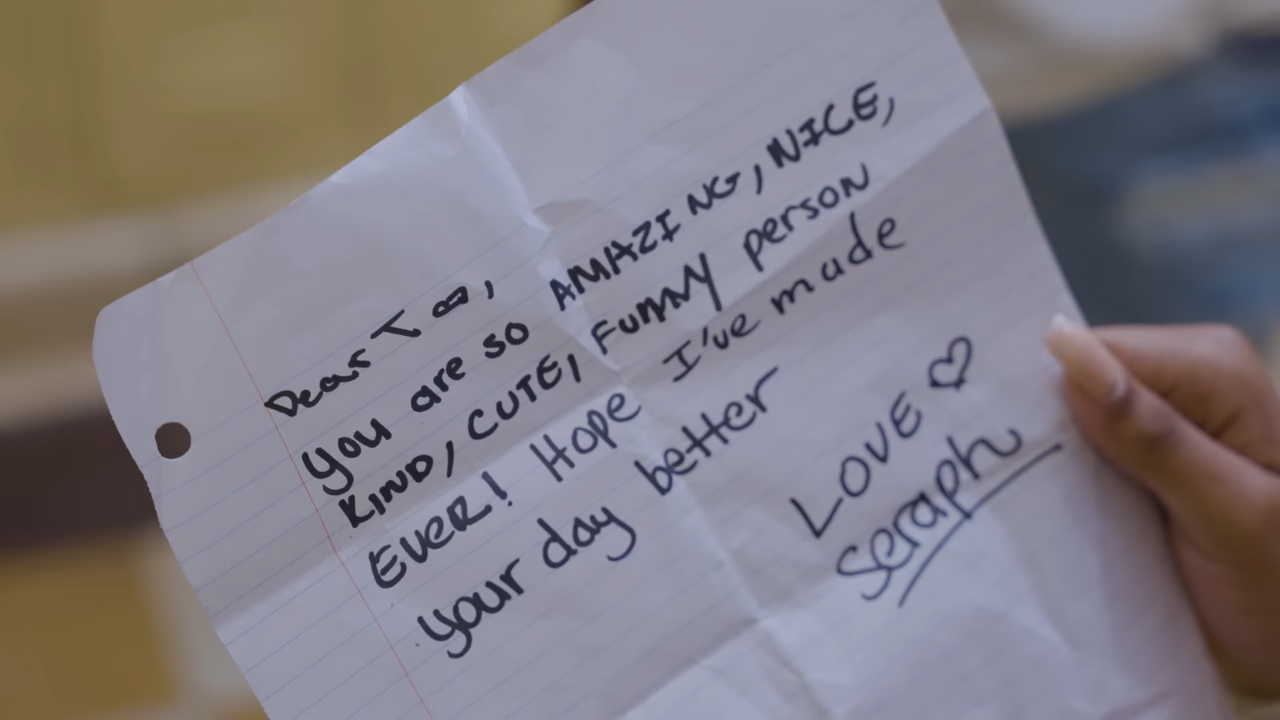 Dear T∞,
you are so AMAZING, NICE,
KIND, CUTE, FUNNY person
EVER! Hope I've made
your day better
LOVE ♡
Seraph